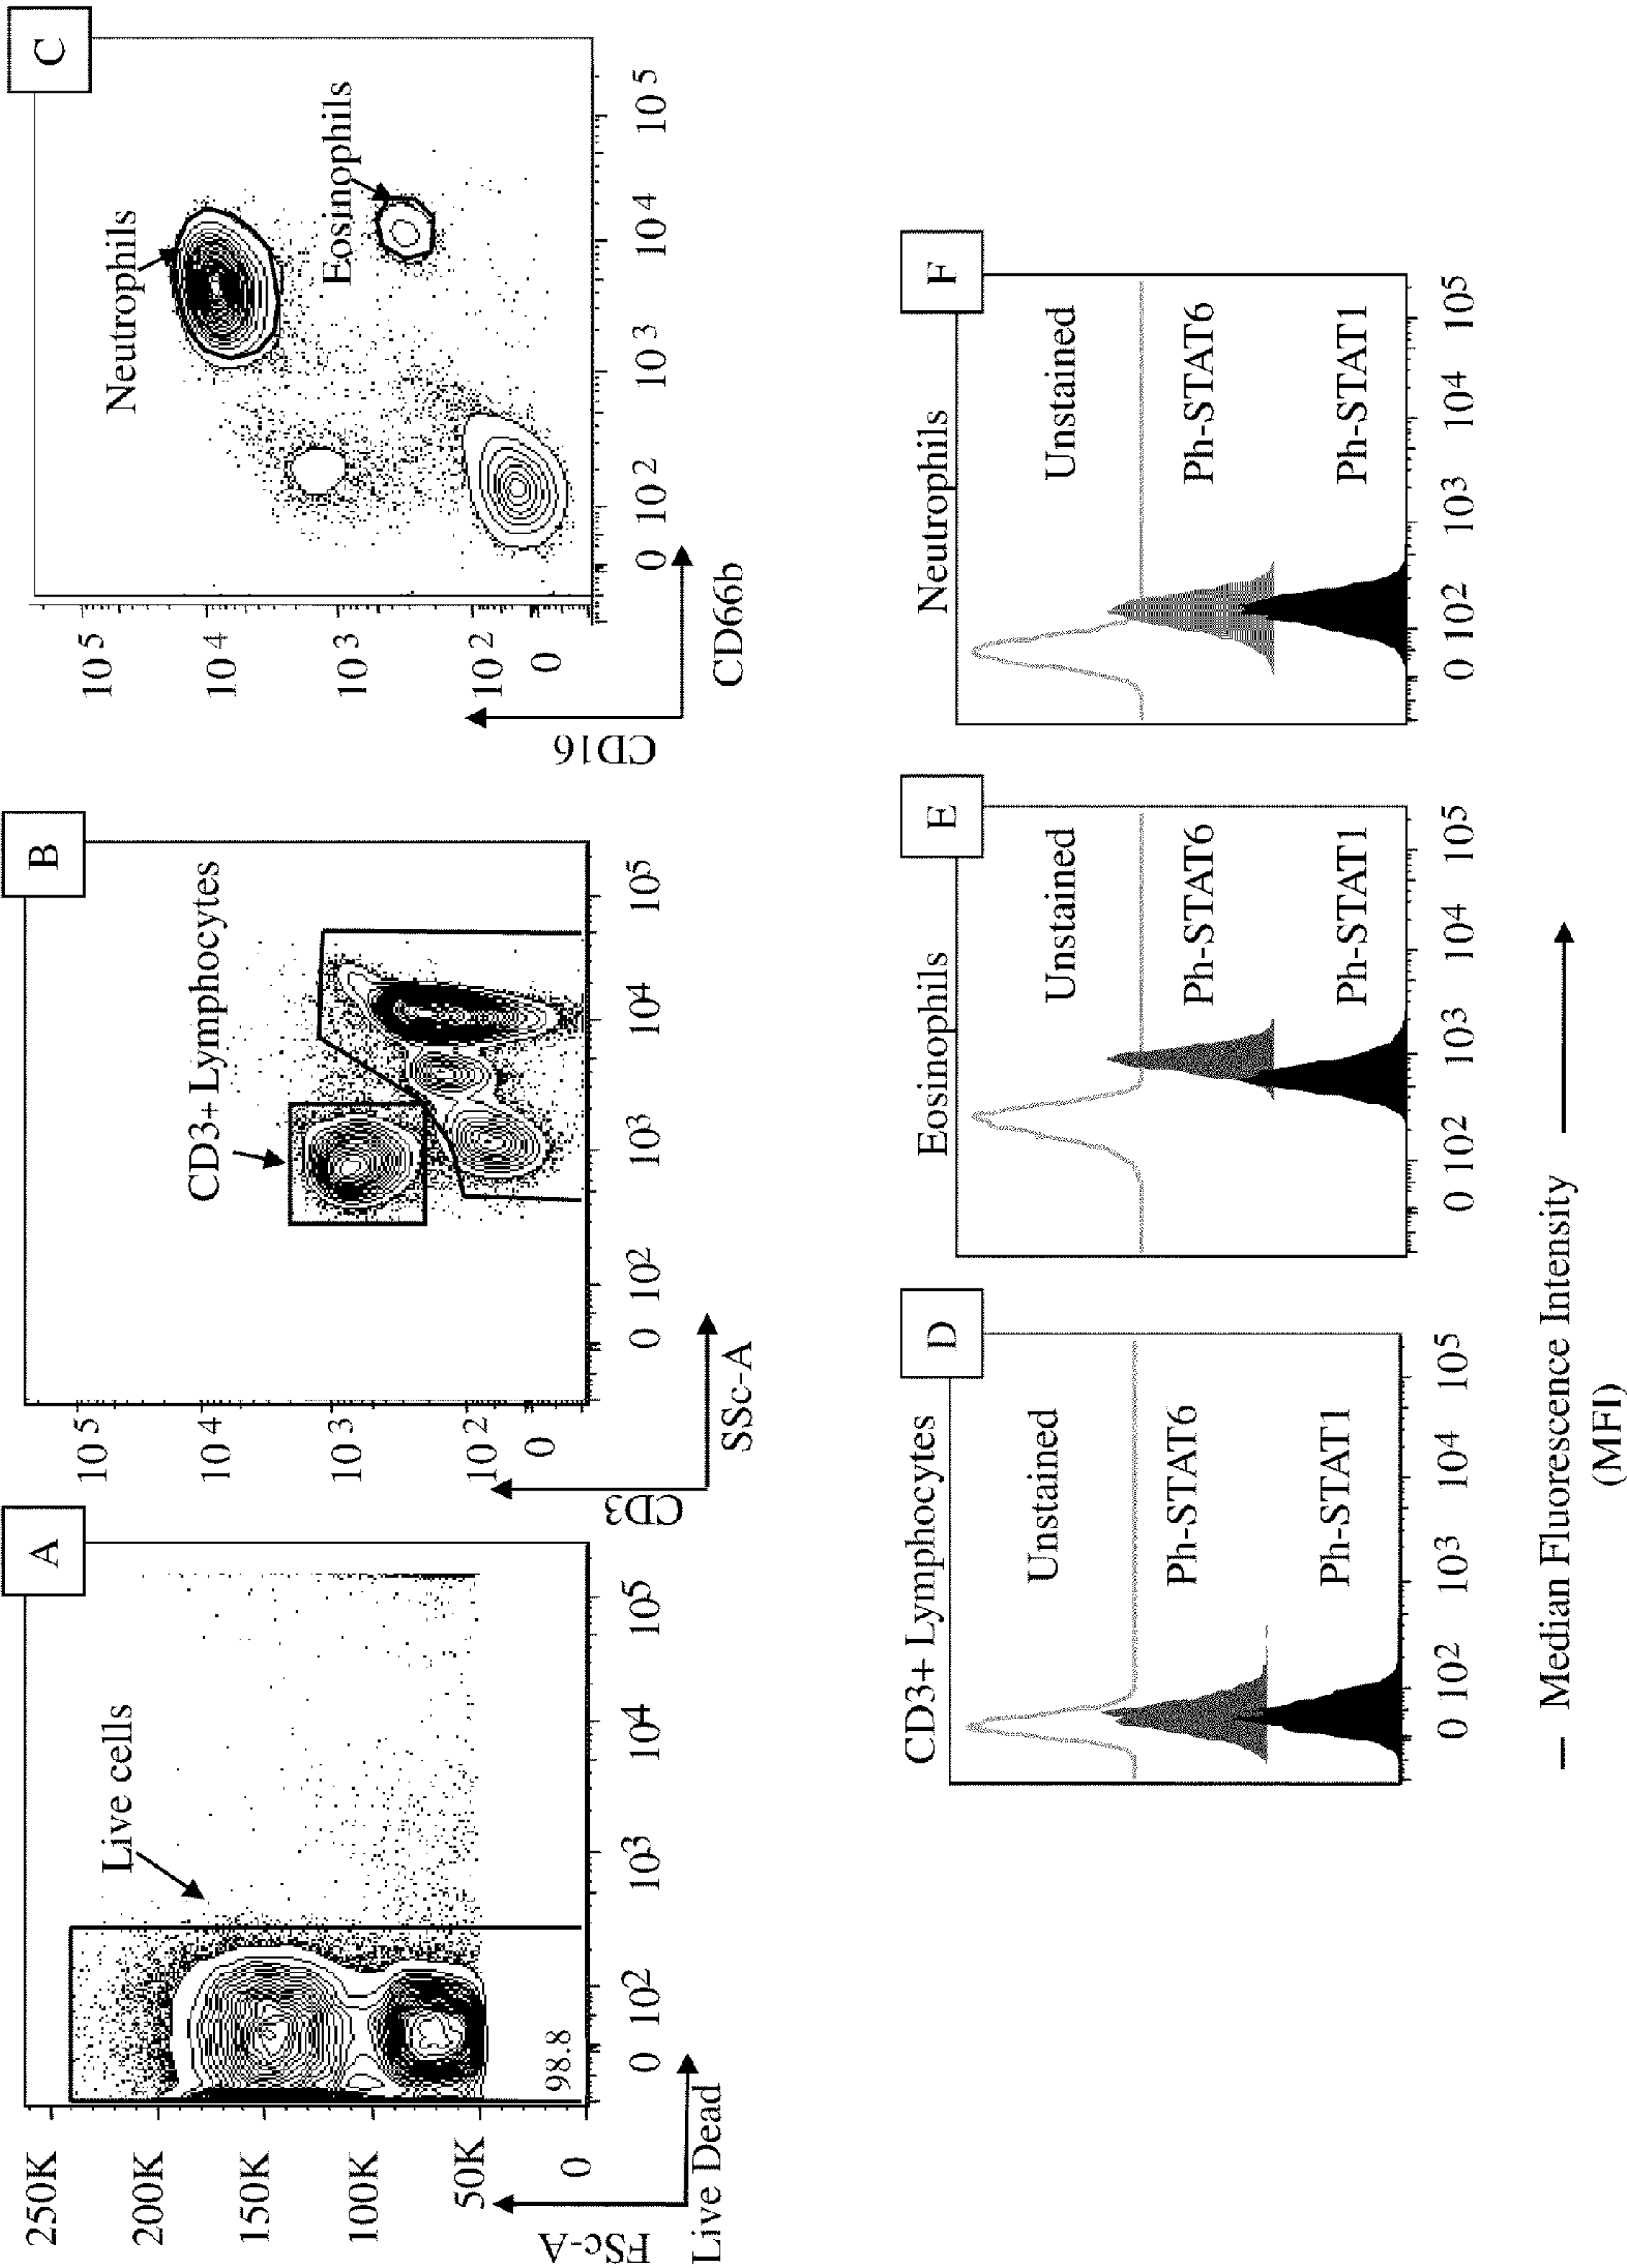 A
Live cells
250K
200K
150K
100K
50K
0
98.8
0 10² 10³ 10⁴ 10⁵
FSc-A
Live Dead
B
CD3+ Lymphocytes
10⁵
10⁴
10³
10²
0
0 10² 10³ 10⁴ 10⁵
CD3
SSc-A
C
Neutrophils
Eosinophils
10⁵
10⁴
10³
10²
0
0 10² 10³ 10⁴ 10⁵
CD16
CD66b
CD3+ Lymphocytes
D
Unstained
Ph-STAT6
Ph-STAT1
0 10² 10³ 10⁴ 10⁵
Eosinophils
E
Unstained
Ph-STAT6
Ph-STAT1
0 10² 10³ 10⁴ 10⁵
Neutrophils
F
Unstained
Ph-STAT6
Ph-STAT1
0 10² 10³ 10⁴ 10⁵
Median Fluorescence Intensity
(MFI)